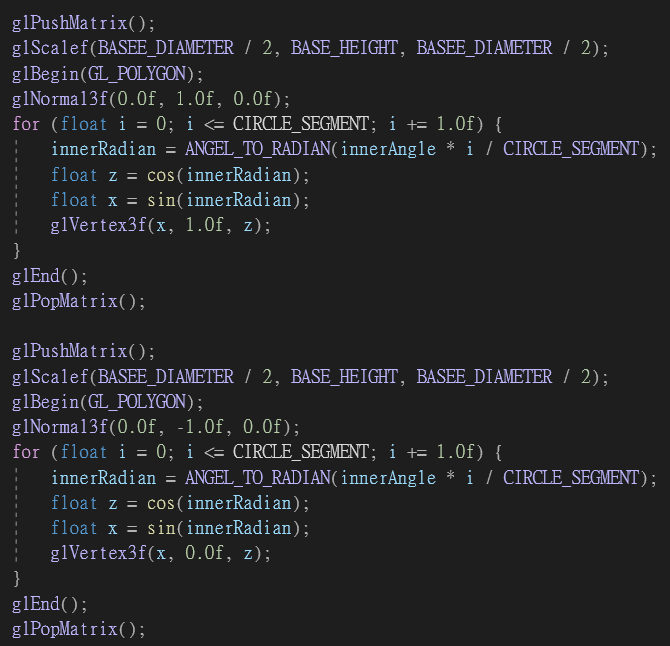 glPushMatrix();
glScalef(BASEE_DIAMETER / 2, BASE_HEIGHT, BASEE_DIAMETER / 2);
glBegin(GL_POLYGON);
glNormal3f(0.0f, 1.0f, 0.0f);
for (float i = 0; i <= CIRCLE_SEGMENT; i += 1.0f) {
    innerRadian = ANGEL_TO_RADIAN(innerAngle * i / CIRCLE_SEGMENT);
    float z = cos(innerRadian);
    float x = sin(innerRadian);
    glVertex3f(x, 1.0f, z);
}
glEnd();
glPopMatrix();

glPushMatrix();
glScalef(BASEE_DIAMETER / 2, BASE_HEIGHT, BASEE_DIAMETER / 2);
glBegin(GL_POLYGON);
glNormal3f(0.0f, -1.0f, 0.0f);
for (float i = 0; i <= CIRCLE_SEGMENT; i += 1.0f) {
    innerRadian = ANGEL_TO_RADIAN(innerAngle * i / CIRCLE_SEGMENT);
    float z = cos(innerRadian);
    float x = sin(innerRadian);
    glVertex3f(x, 0.0f, z);
}
glEnd();
glPopMatrix();